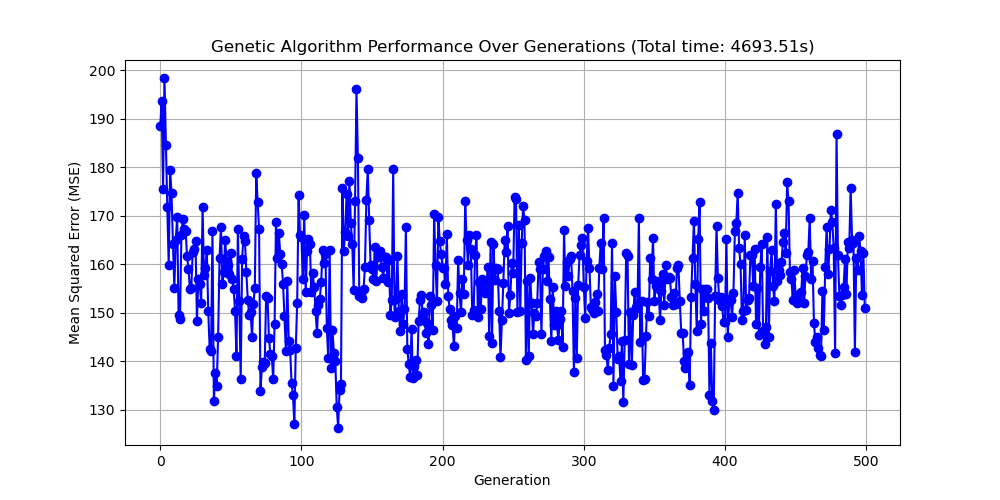 Genetic Algorithm Performance Over Generations (Total time: 4693.51s)
200
190
180
170
160
150
140
130
Mean Squared Error (MSE)
0 100 200 300 400 500
Generation